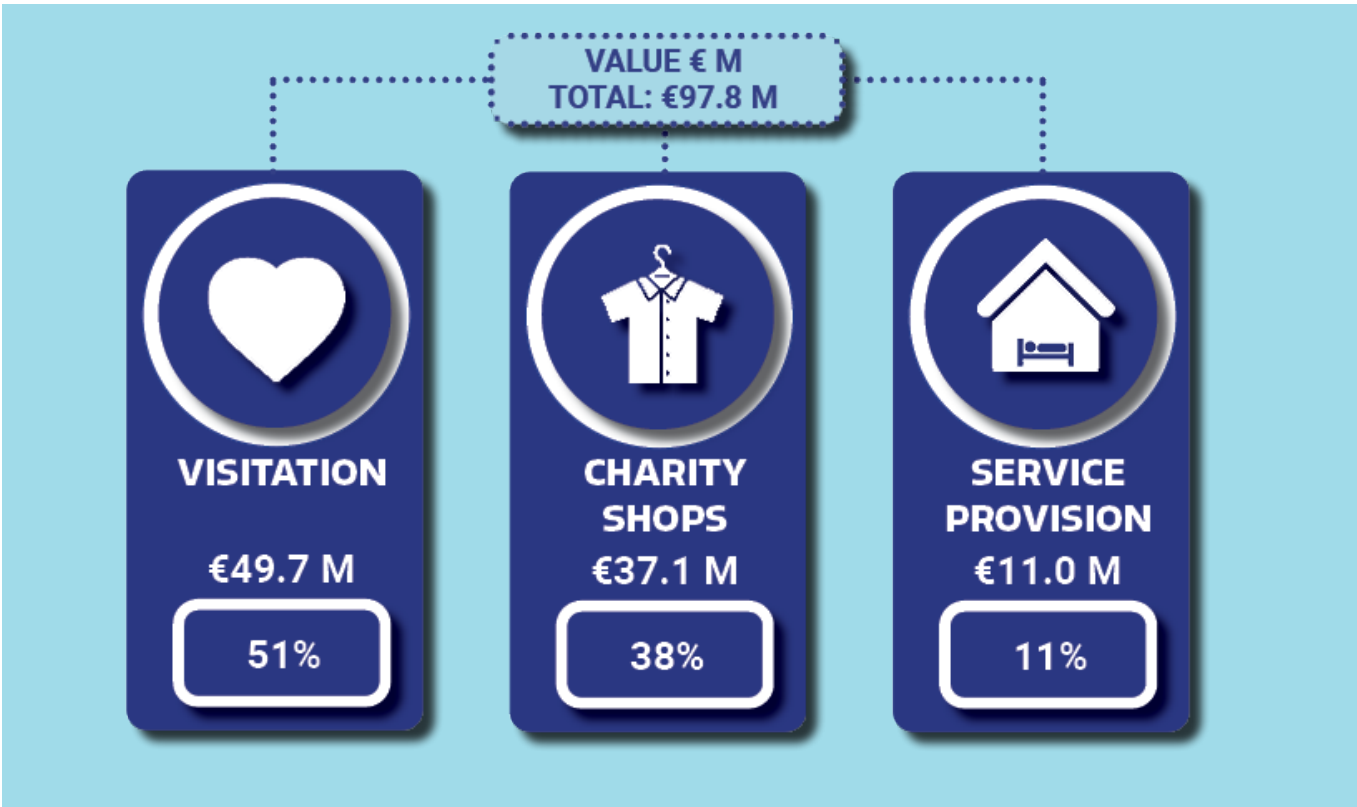 VALUE € M
TOTAL: €97.8 M
VISITATION
€49.7 M
51%
CHARITY
SHOPS
€37.1 M
38%
SERVICE
PROVISION
€11.0 M
11%